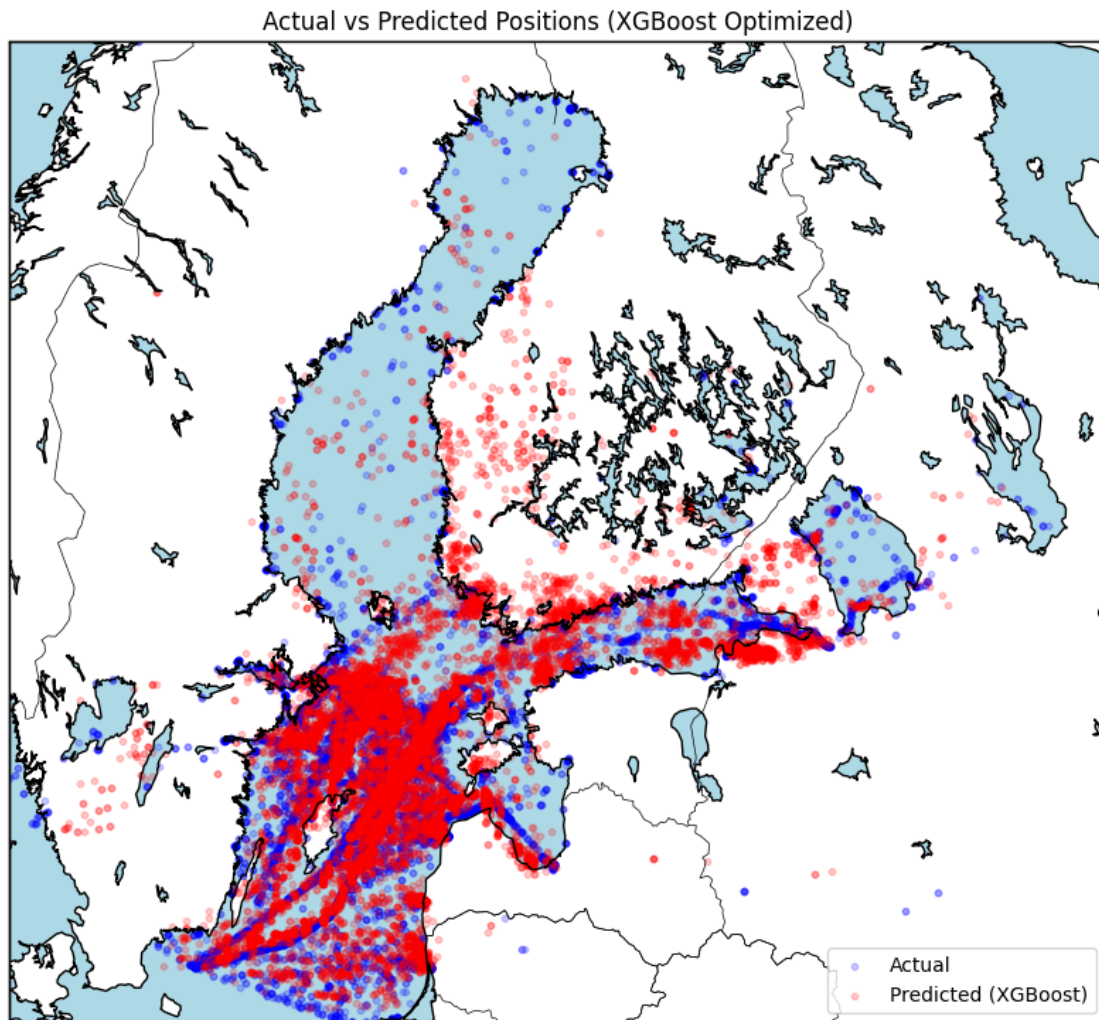 Actual vs Predicted Positions (XGBoost Optimized)
Actual
Predicted (XGBoost)